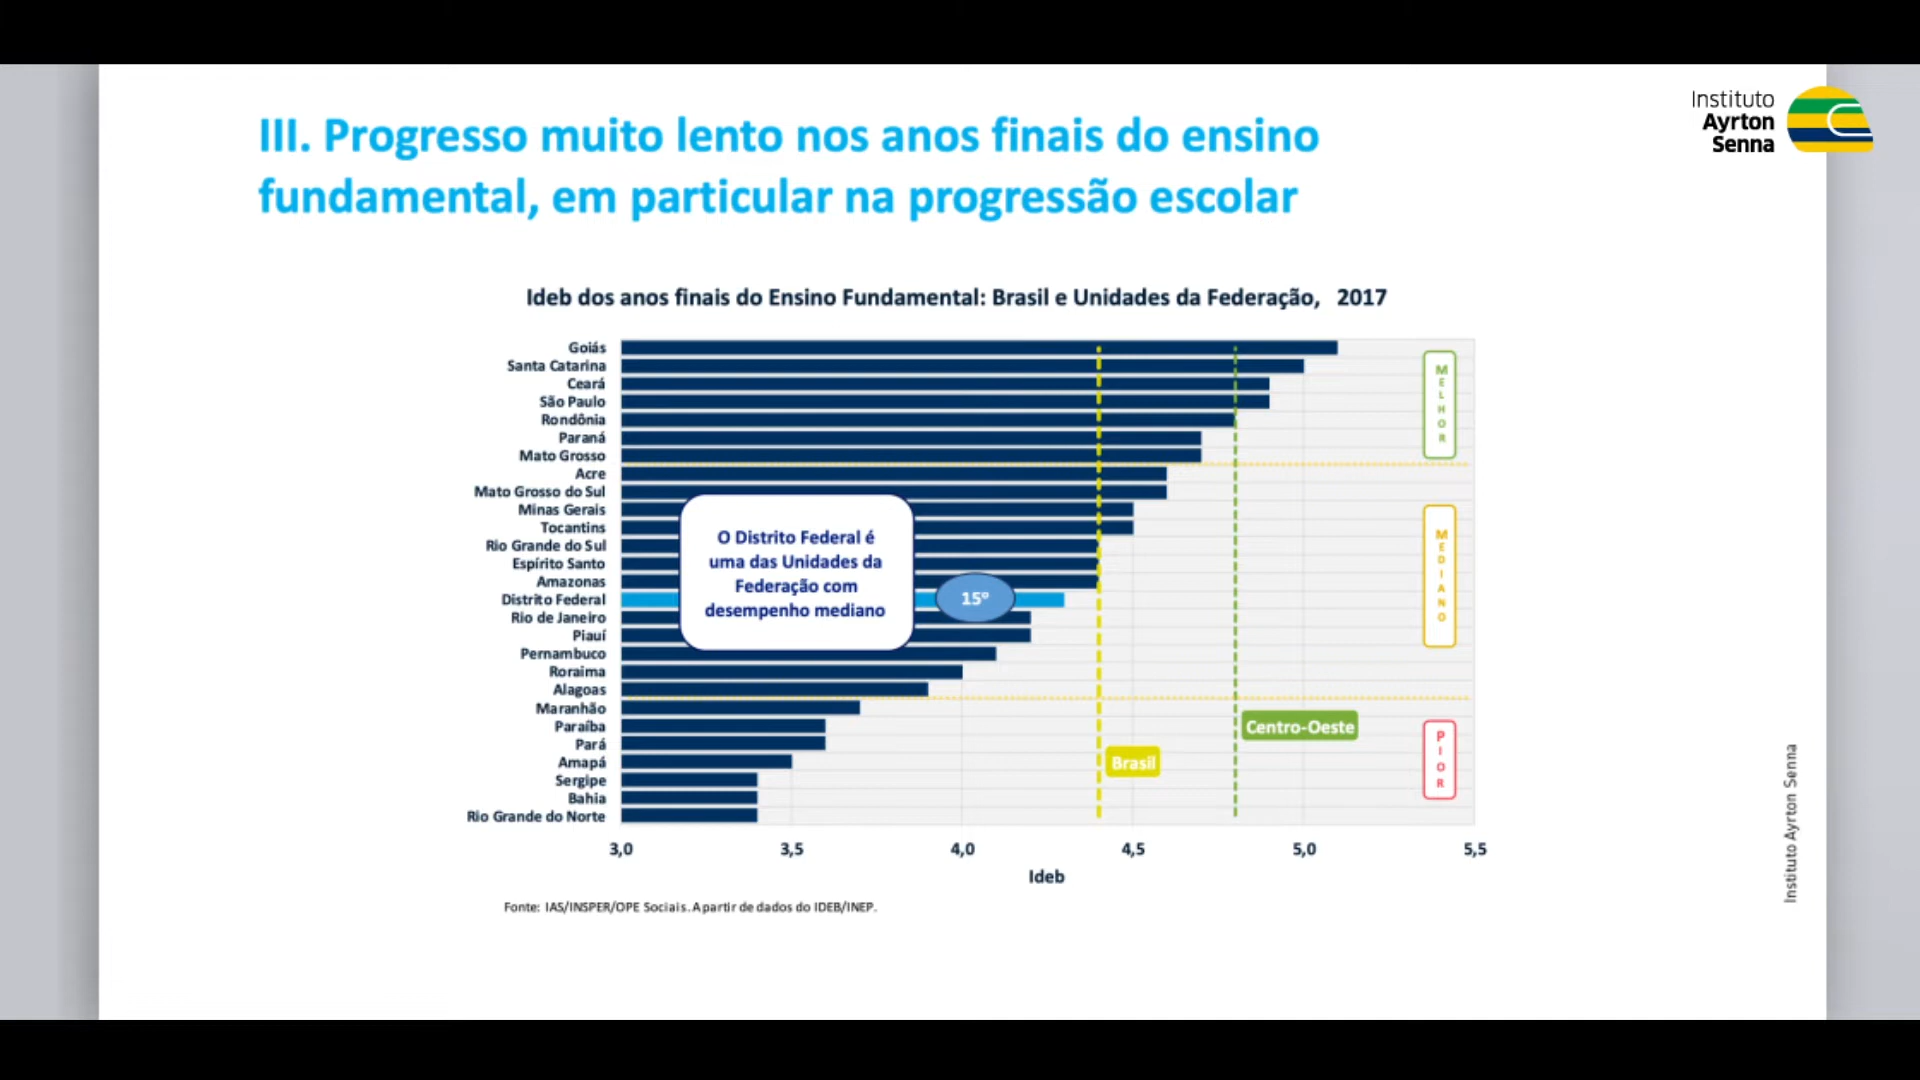 Instituto
Ayrton
Senna
III. Progresso muito lento nos anos finais do ensino
fundamental, em particular na progressão escolar
Ideb dos anos finais do Ensino Fundamental: Brasil e Unidades da Federação, 2017
Goiás
Santa Catarina
Ceará
São Paulo
Rondônia
Paraná
Mato Grosso
Acre
Mato Grosso do Sul
Minas Gerais
Tocantins
Rio Grande do Sul
Espírito Santo
Amazonas
Distrito Federal
Rio de Janeiro
Piauí
Pernambuco
Roraima
Alagoas
Maranhão
Paraíba
Pará
Amapá
Sergipe
Bahia
Rio Grande do Norte
O Distrito Federal é
uma das Unidades da
Federação com
desempenho mediano
15º
MELHOR
MEDIANO
PIOR
Centro-Oeste
Brasil
3,0 3,5 4,0 4,5 5,0 5,5
Ideb
Fonte: IAS/INSPER/OPE Sociais. A partir de dados do IDEB/INEP.
Instituto Ayrton Senna